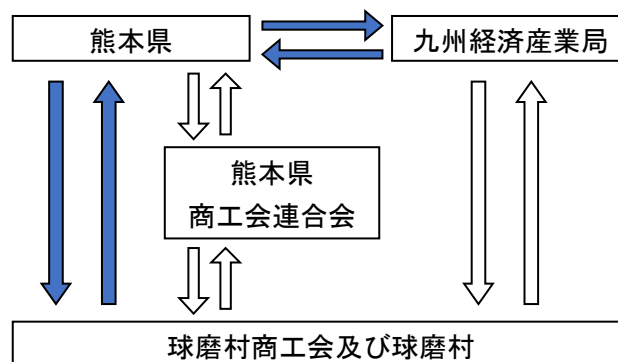 熊本県
九州経済産業局
熊本県
商工会連合会
球磨村商工会及び球磨村